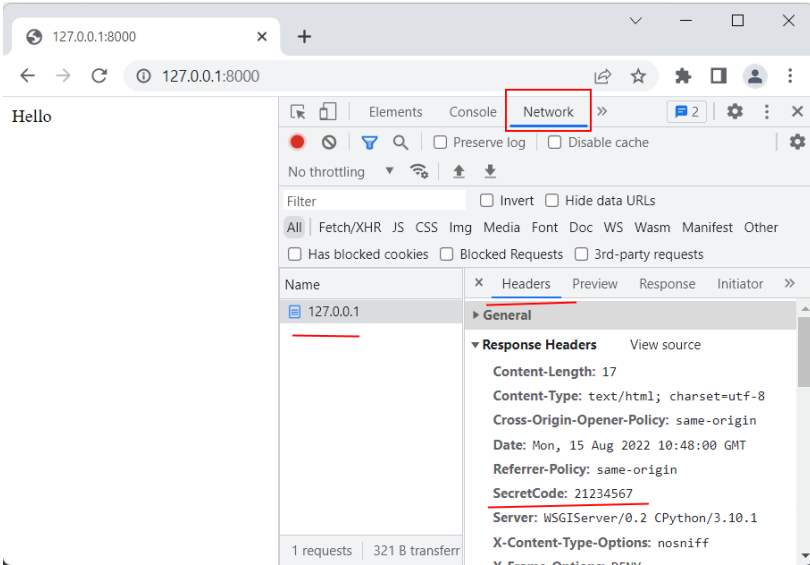 127.0.0.1:8000
127.0.0.1:8000
Hello
Elements Console Network 2
Preserve log Disable cache
No throttling
Filter Invert Hide data URLs
All Fetch/XHR JS CSS Img Media Font Doc WS Wasm Manifest Other
Has blocked cookies Blocked Requests 3rd-party requests
Name Headers Preview Response Initiator
127.0.0.1
General
Response Headers View source
Content-Length: 17
Content-Type: text/html; charset=utf-8
Cross-Origin-Opener-Policy: same-origin
Date: Mon, 15 Aug 2022 10:48:00 GMT
Referrer-Policy: same-origin
SecretCode: 21234567
Server: WSGIServer/0.2 CPython/3.10.1
X-Content-Type-Options: nosniff
X-Frame-Options: DENY
1 requests 321 B transferr